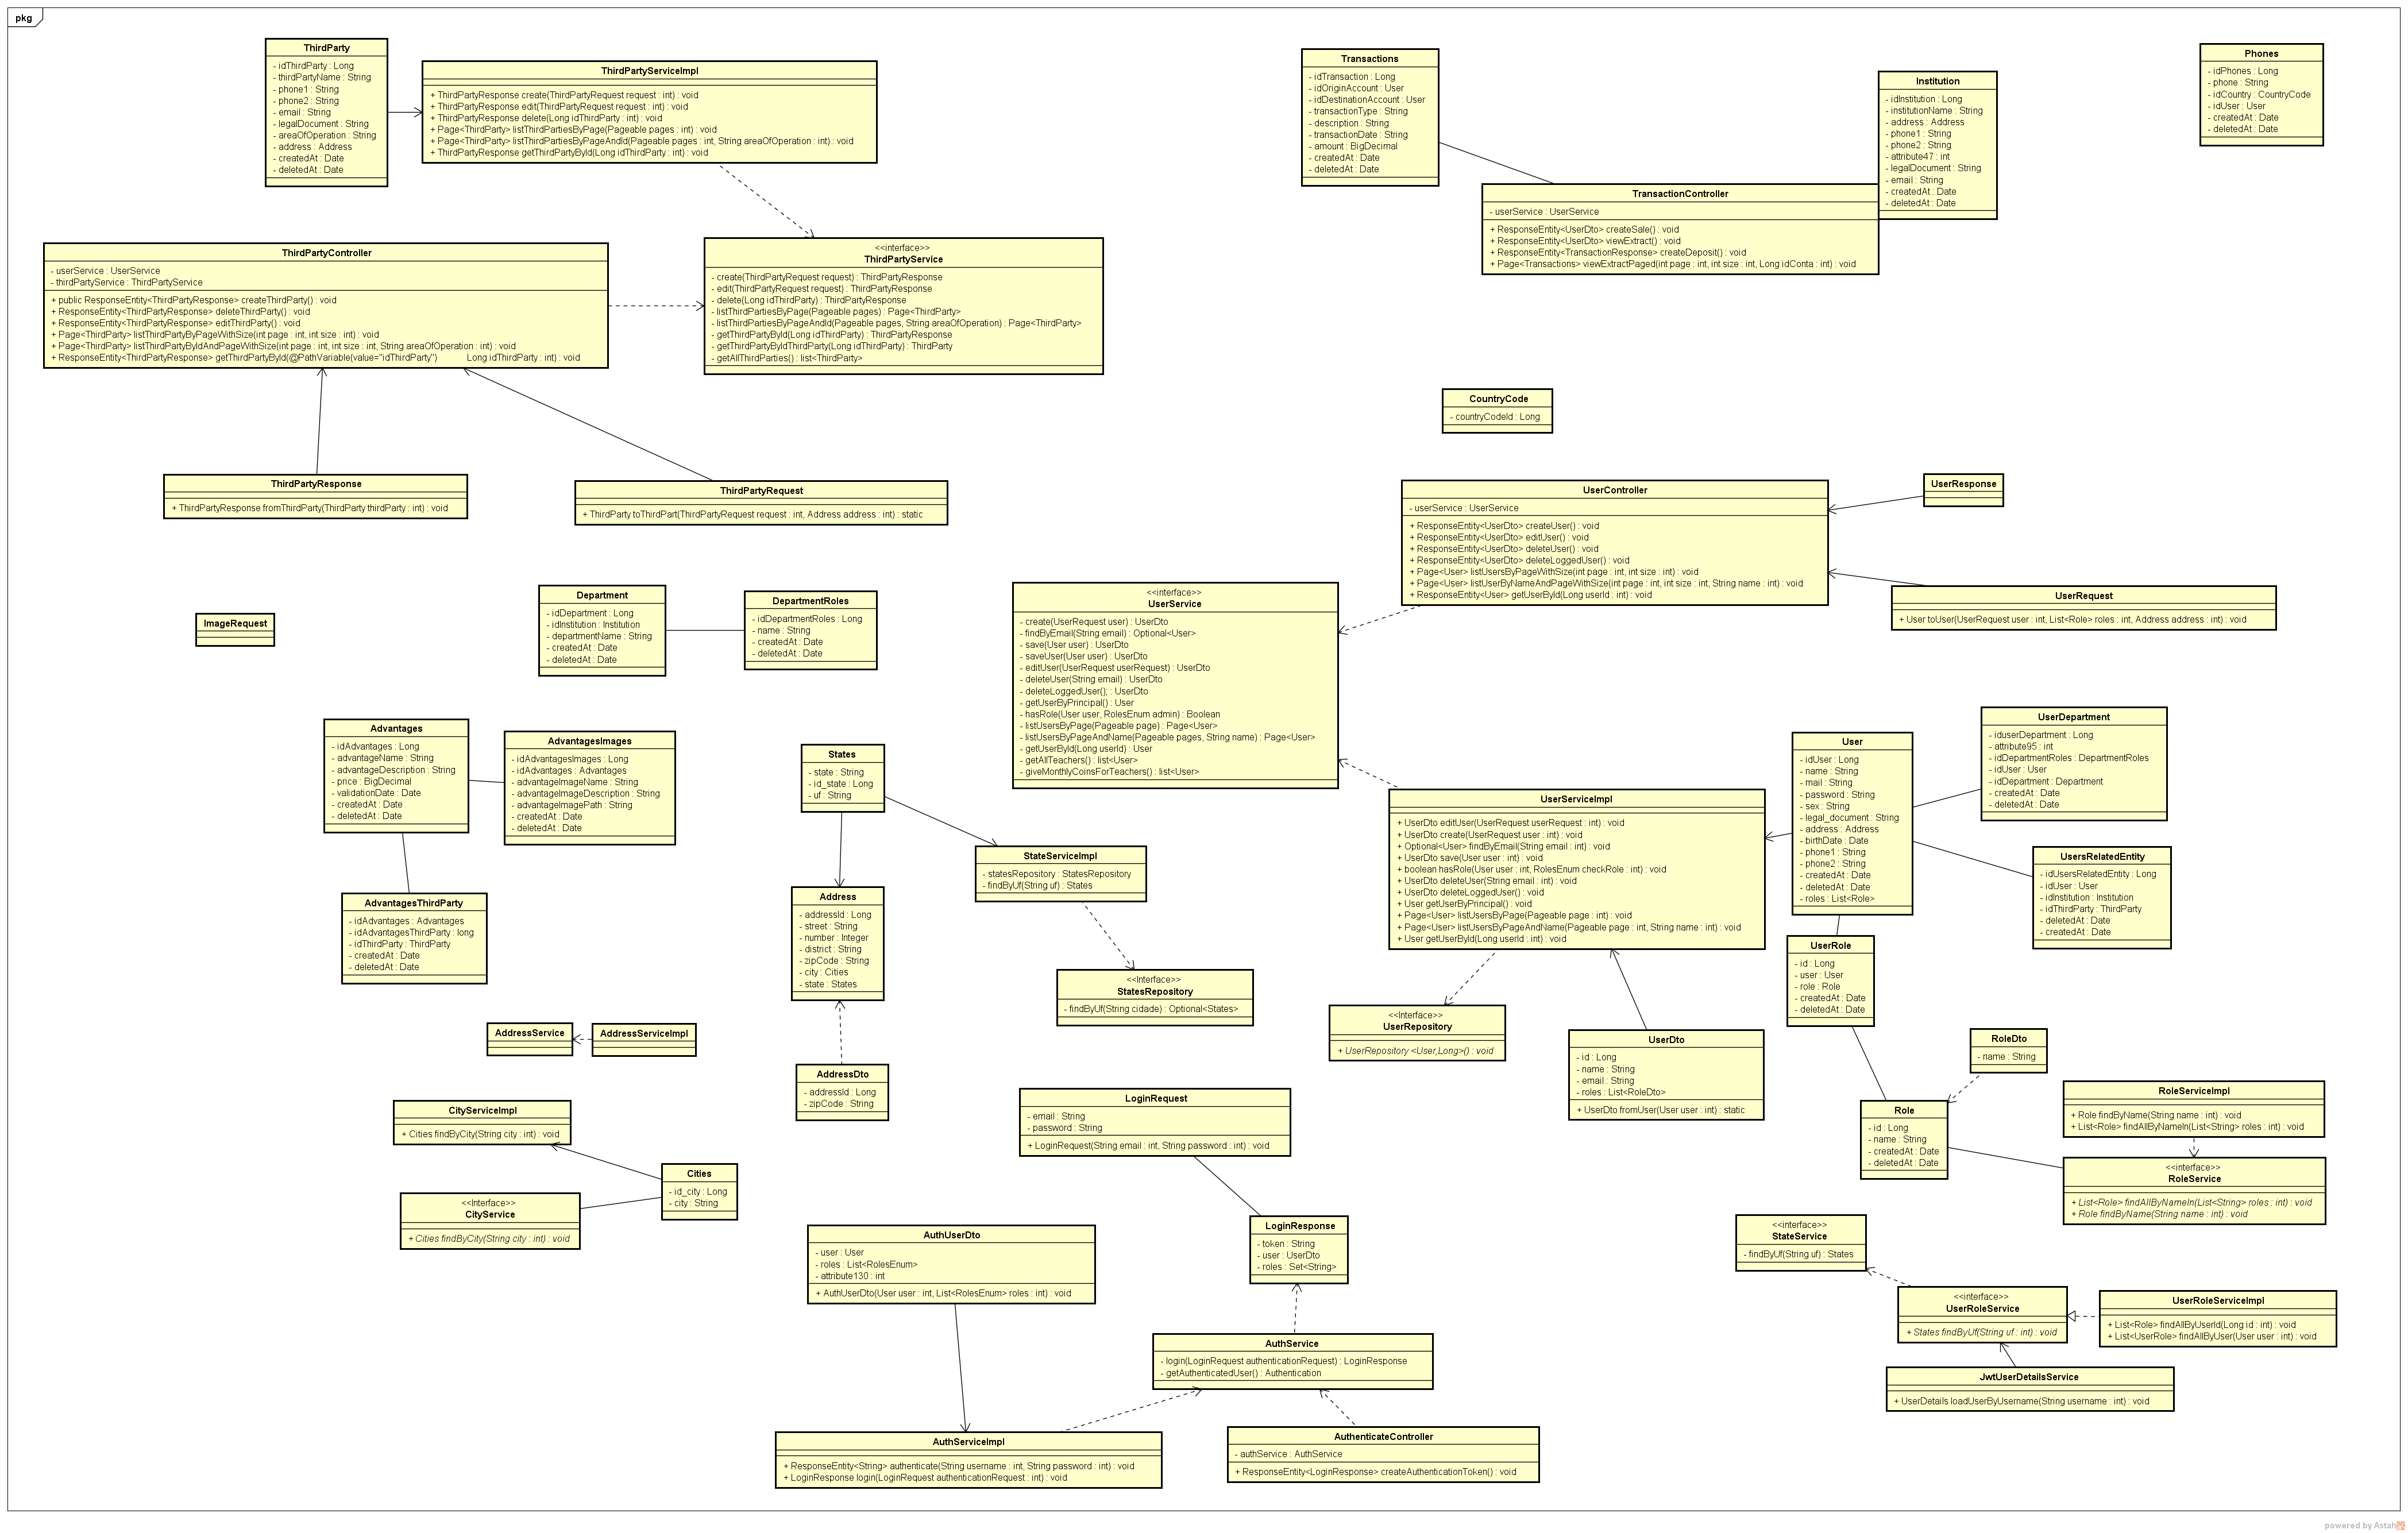 pkg
ThirdParty
- idThirdParty : Long
- thirdPartyName : String
- phone1 : String
- phone2 : String
- email : String
- legalDocument : String
- areaOfOperation : String
- address : Address
- createdAt : Date
- deletedAt : Date
ThirdPartyServiceImpl
+ ThirdPartyResponse create(ThirdPartyRequest request : int) : void
+ ThirdPartyResponse edit(ThirdPartyRequest request : int) : void
+ ThirdPartyResponse delete(Long idThirdParty : int) : void
+ Page<ThirdParty> listThirdPartiesByPage(Pageable pages : int) : void
+ Page<ThirdParty> listThirdPartiesByPageAndId(Pageable pages : int, String areaOfOperation : int) : void
+ ThirdPartyResponse getThirdPartyById(Long idThirdParty : int) : void
Transactions
- idTransaction : Long
- idOriginAccount : User
- idDestinationAccount : User
- transactionType : String
- description : String
- transactionDate : String
- amount : BigDecimal
- createdAt : Date
- deletedAt : Date
Institution
- idInstitution : Long
- institutionName : String
- address : Address
- phone1 : String
- phone2 : String
- attribute47 : int
- legalDocument : String
- email : String
- createdAt : Date
- deletedAt : Date
Phones
- idPhones : Long
- phone : String
- idCountry : CountryCode
- idUser : User
- createdAt : Date
- deletedAt : Date
TransactionController
- userService : UserService
+ ResponseEntity<UserDto> createSale() : void
+ ResponseEntity<UserDto> viewExtract() : void
+ ResponseEntity<TransactionResponse> createDeposit() : void
+ Page<Transactions> viewExtractPaged(int page : int, int size : int, Long idConta : int) : void
ThirdPartyController
- userService : UserService
- thirdPartyService : ThirdPartyService
+ public ResponseEntity<ThirdPartyResponse> createThirdParty() : void
+ ResponseEntity<ThirdPartyResponse> deleteThirdParty() : void
+ ResponseEntity<ThirdPartyResponse> editThirdParty() : void
+ Page<ThirdParty> listThirdPartyByPageWithSize(int page : int, int size : int) : void
+ Page<ThirdParty> listThirdPartyByIdAndPageWithSize(int page : int, int size : int, String areaOfOperation : int) : void
+ ResponseEntity<ThirdPartyResponse> getThirdPartyById(@PathVariable(value="idThirdParty") Long idThirdParty : int) : void
<<interface>>
ThirdPartyService
- create(ThirdPartyRequest request) : ThirdPartyResponse
- edit(ThirdPartyRequest request) : ThirdPartyResponse
- delete(Long idThirdParty) : ThirdPartyResponse
- listThirdPartiesByPage(Pageable pages) : Page<ThirdParty>
- listThirdPartiesByPageAndId(Pageable pages, String areaOfOperation) : Page<ThirdParty>
- getThirdPartyById(Long idThirdParty) : ThirdPartyResponse
- getThirdPartyByIdThirdParty(Long idThirdParty) : ThirdParty
- getAllThirdParties() : list<ThirdParty>
CountryCode
- countryCodeId : Long
ThirdPartyResponse
+ ThirdPartyResponse fromThirdParty(ThirdParty thirdParty : int) : void
ThirdPartyRequest
+ ThirdParty toThirdPart(ThirdPartyRequest request : int, Address address : int) : static
UserController
- userService : UserService
+ ResponseEntity<UserDto> createUser() : void
+ ResponseEntity<UserDto> editUser() : void
+ ResponseEntity<UserDto> deleteUser() : void
+ ResponseEntity<UserDto> deleteLoggedUser() : void
+ Page<User> listUsersByPageWithSize(int page : int, int size : int) : void
+ Page<User> listUserByNameAndPageWithSize(int page : int, int size : int, String name : int) : void
+ ResponseEntity<User> getUserById(Long userId : int) : void
UserResponse
UserRequest
+ User toUser(UserRequest user : int, List<Role> roles : int, Address address : int) : void
ImageRequest
Department
- idDepartment : Long
- idInstitution : Institution
- departmentName : String
- createdAt : Date
- deletedAt : Date
DepartmentRoles
- idDepartmentRoles : Long
- name : String
- createdAt : Date
- deletedAt : Date
<<interface>>
UserService
- create(UserRequest user) : UserDto
- findByEmail(String email) : Optional<User>
- save(User user) : UserDto
- saveUser(User user) : UserDto
- editUser(UserRequest userRequest) : UserDto
- deleteUser(String email) : UserDto
- deleteLoggedUser(); : UserDto
- getUserByPrincipal() : User
- hasRole(User user, RolesEnum admin) : Boolean
- listUsersByPage(Pageable page) : Page<User>
- listUsersByPageAndName(Pageable pages, String name) : Page<User>
- getUserById(Long userId) : User
- getAllTeachers() : list<User>
- giveMonthlyCoinsForTeachers() : list<User>
Advantages
- idAdvantages : Long
- advantageName : String
- advantageDescription : String
- price : BigDecimal
- validationDate : Date
- createdAt : Date
- deletedAt : Date
AdvantagesImages
- idAdvantagesImages : Long
- idAdvantages : Advantages
- advantageImageName : String
- advantageImageDescription : String
- advantageImagePath : String
- createdAt : Date
- deletedAt : Date
States
- state : String
- id_state : Long
- uf : String
User
- idUser : Long
- name : String
- mail : String
- password : String
- sex : String
- legal_document : String
- address : Address
- birthDate : Date
- phone1 : String
- phone2 : String
- createdAt : Date
- deletedAt : Date
- roles : List<Role>
UserDepartment
- iduserDepartment : Long
- attribute95 : int
- idDepartmentRoles : DepartmentRoles
- idUser : User
- idDepartment : Department
- createdAt : Date
- deletedAt : Date
UserServiceImpl
+ UserDto editUser(UserRequest userRequest : int) : void
+ UserDto create(UserRequest user : int) : void
+ Optional<User> findByEmail(String email : int) : void
+ UserDto save(User user : int) : void
+ boolean hasRole(User user : int, RolesEnum checkRole : int) : void
+ UserDto deleteUser(String email : int) : void
+ UserDto deleteLoggedUser() : void
+ User getUserByPrincipal() : void
+ Page<User> listUsersByPage(Pageable page : int) : void
+ Page<User> listUsersByPageAndName(Pageable page : int, String name : int) : void
+ User getUserById(Long userId : int) : void
StateServiceImpl
- statesRepository : StatesRepository
- findByUf(String uf) : States
UsersRelatedEntity
- idUsersRelatedEntity : Long
- idUser : User
- idInstitution : Institution
- idThirdParty : ThirdParty
- deletedAt : Date
- createdAt : Date
Address
- addressId : Long
- street : String
- number : Integer
- district : String
- zipCode : String
- city : Cities
- state : States
AdvantagesThirdParty
- idAdvantages : Advantages
- idAdvantagesThirdParty : long
- idThirdParty : ThirdParty
- createdAt : Date
- deletedAt : Date
UserRole
- id : Long
- user : User
- role : Role
- createdAt : Date
- deletedAt : Date
<<Interface>>
StatesRepository
- findByUf(String cidade) : Optional<States>
<<Interface>>
UserRepository
+ UserRepository <User,Long>() : void
AddressService
AddressServiceImpl
UserDto
- id : Long
- name : String
- email : String
- roles : List<RoleDto>
+ UserDto fromUser(User user : int) : static
RoleDto
- name : String
AddressDto
- addressId : Long
- zipCode : String
LoginRequest
- email : String
- password : String
+ LoginRequest(String email : int, String password : int) : void
CityServiceImpl
+ Cities findByCity(String city : int) : void
Role
- id : Long
- name : String
- createdAt : Date
- deletedAt : Date
RoleServiceImpl
+ Role findByName(String name : int) : void
+ List<Role> findAllByNameIn(List<String> roles : int) : void
Cities
- id_city : Long
- city : String
<<interface>>
RoleService
+ List<Role> findAllByNameIn(List<String> roles : int) : void
+ Role findByName(String name : int) : void
<<Interface>>
CityService
+ Cities findByCity(String city : int) : void
LoginResponse
- token : String
- user : UserDto
- roles : Set<String>
AuthUserDto
- user : User
- roles : List<RolesEnum>
- attribute130 : int
+ AuthUserDto(User user : int, List<RolesEnum> roles : int) : void
<<interface>>
StateService
- findByUf(String uf) : States
<<interface>>
UserRoleService
+ States findByUf(String uf : int) : void
UserRoleServiceImpl
+ List<Role> findAllByUserId(Long id : int) : void
+ List<UserRole> findAllByUser(User user : int) : void
AuthService
- login(LoginRequest authenticationRequest) : LoginResponse
- getAuthenticatedUser() : Authentication
JwtUserDetailsService
+ UserDetails loadUserByUsername(String username : int) : void
AuthServiceImpl
+ ResponseEntity<String> authenticate(String username : int, String password : int) : void
+ LoginResponse login(LoginRequest authenticationRequest : int) : void
AuthenticateController
- authService : AuthService
+ ResponseEntity<LoginResponse> createAuthenticationToken() : void
powered by Astah